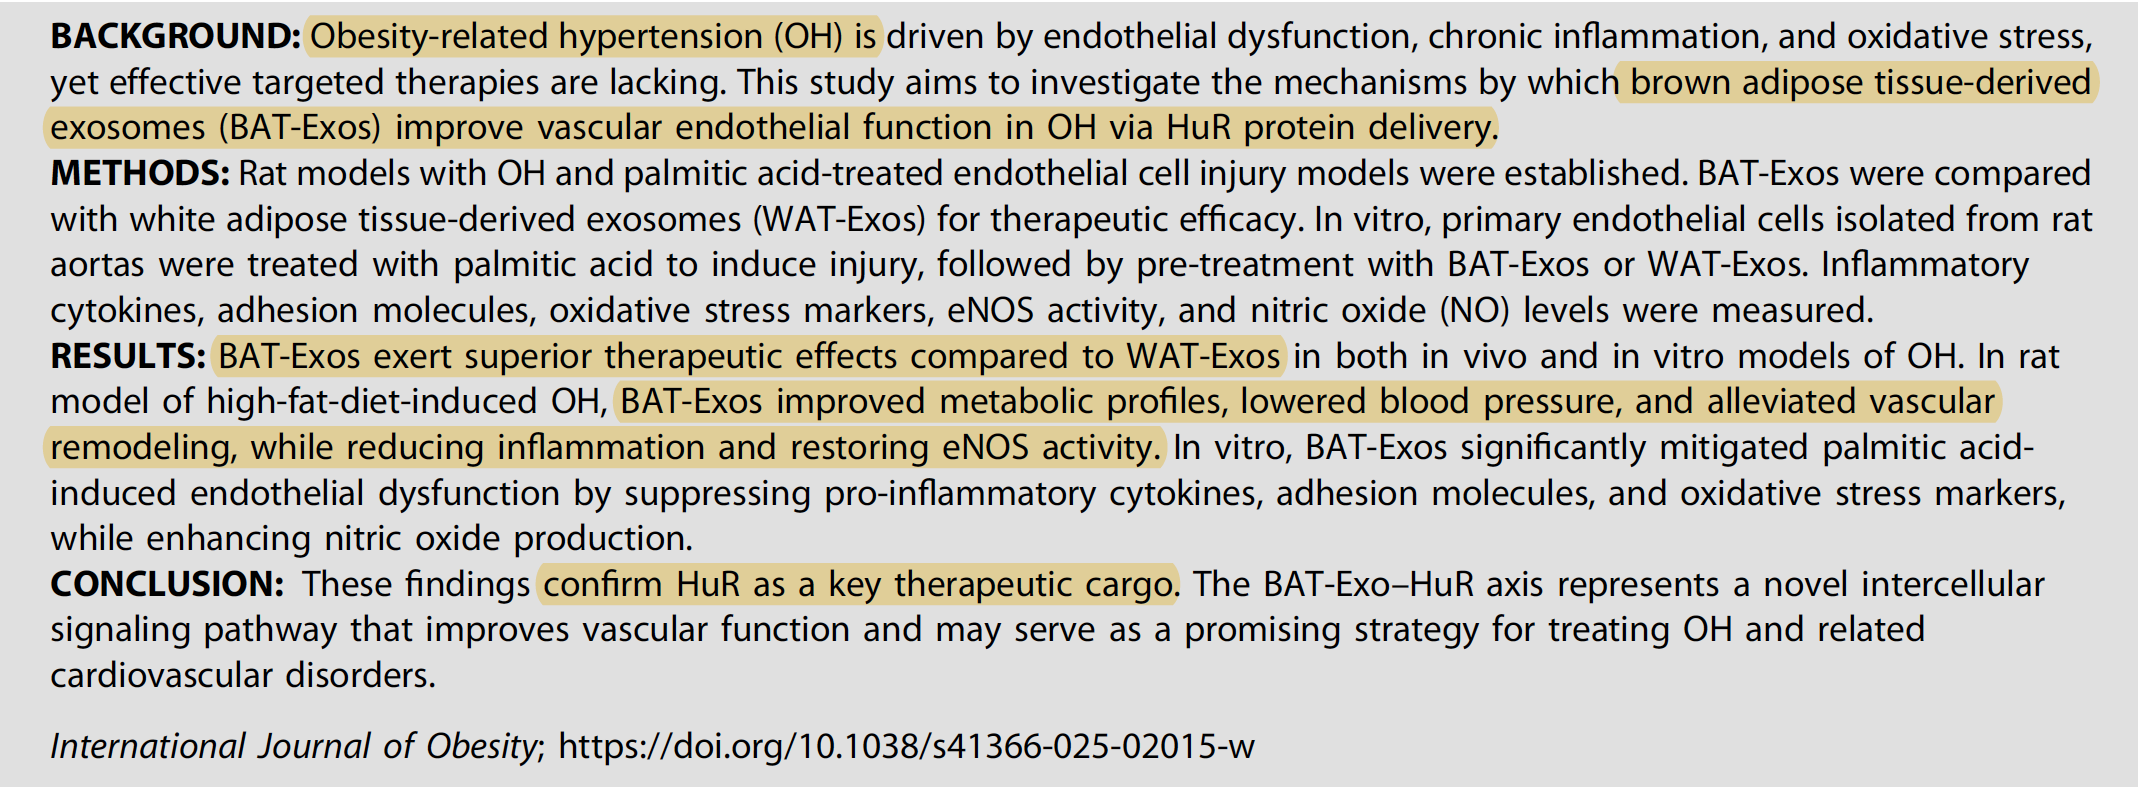 BACKGROUND: Obesity-related hypertension (OH) is driven by endothelial dysfunction, chronic inflammation, and oxidative stress,
yet effective targeted therapies are lacking. This study aims to investigate the mechanisms by which brown adipose tissue-derived
exosomes (BAT-Exos) improve vascular endothelial function in OH via HuR protein delivery.
METHODS: Rat models with OH and palmitic acid-treated endothelial cell injury models were established. BAT-Exos were compared
with white adipose tissue-derived exosomes (WAT-Exos) for therapeutic efficacy. In vitro, primary endothelial cells isolated from rat
aortas were treated with palmitic acid to induce injury, followed by pre-treatment with BAT-Exos or WAT-Exos. Inflammatory
cytokines, adhesion molecules, oxidative stress markers, eNOS activity, and nitric oxide (NO) levels were measured.
RESULTS: BAT-Exos exert superior therapeutic effects compared to WAT-Exos in both in vivo and in vitro models of OH. In rat
model of high-fat-diet-induced OH, BAT-Exos improved metabolic profiles, lowered blood pressure, and alleviated vascular
remodeling, while reducing inflammation and restoring eNOS activity. In vitro, BAT-Exos significantly mitigated palmitic acid-
induced endothelial dysfunction by suppressing pro-inflammatory cytokines, adhesion molecules, and oxidative stress markers,
while enhancing nitric oxide production.
CONCLUSION: These findings confirm HuR as a key therapeutic cargo. The BAT-Exo–HuR axis represents a novel intercellular
signaling pathway that improves vascular function and may serve as a promising strategy for treating OH and related
cardiovascular disorders.
International Journal of Obesity; https://doi.org/10.1038/s41366-025-02015-w